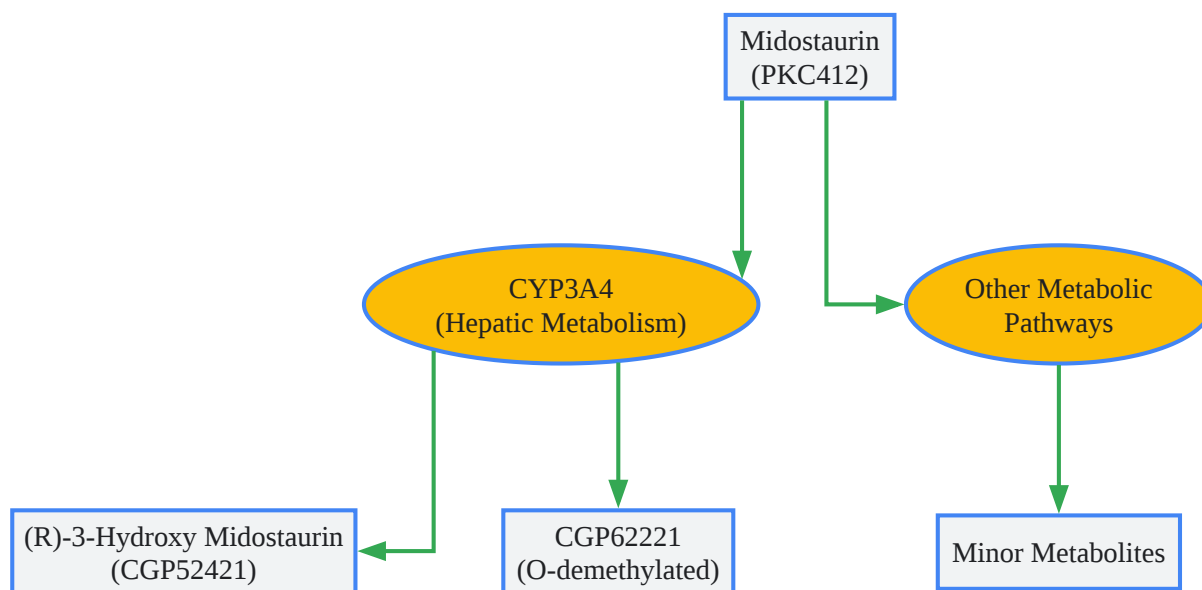 Midostaurin
(PKC412)
CYP3A4
(Hepatic Metabolism)
Other Metabolic
Pathways
(R)-3-Hydroxy Midostaurin
(CGP52421)
CGP62221
(O-demethylated)
Minor Metabolites